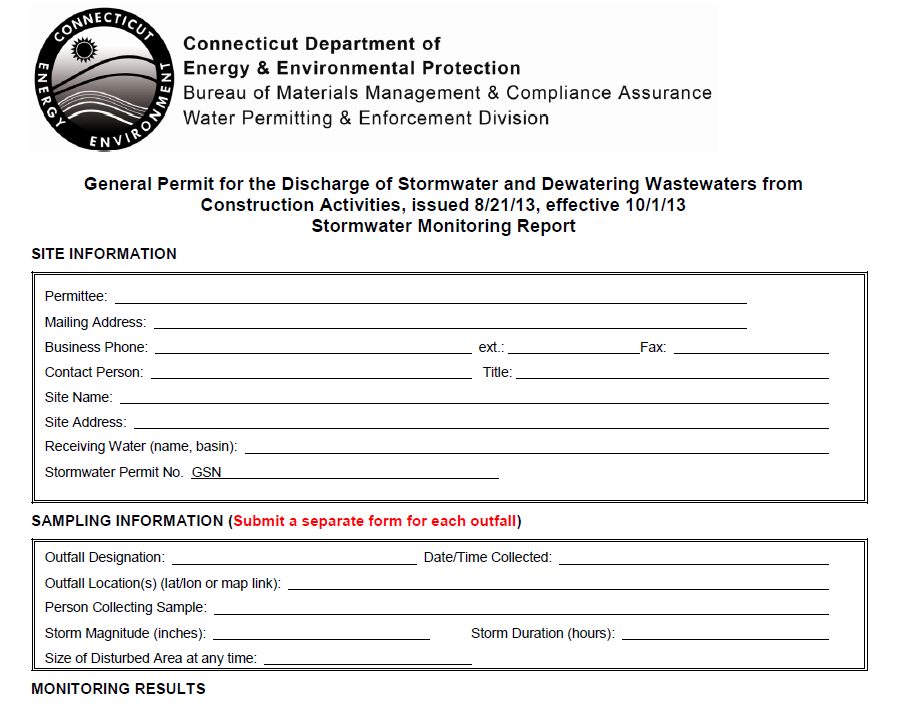 CONNECTICUT
ENERGY ENVIRONMENT
Connecticut Department of
Energy & Environmental Protection
Bureau of Materials Management & Compliance Assurance
Water Permitting & Enforcement Division
General Permit for the Discharge of Stormwater and Dewatering Wastewaters from
Construction Activities, issued 8/21/13, effective 10/1/13
Stormwater Monitoring Report
SITE INFORMATION
Permittee:
Mailing Address:
Business Phone: ext.: Fax:
Contact Person: Title:
Site Name:
Site Address:
Receiving Water (name, basin):
Stormwater Permit No. GSN
SAMPLING INFORMATION (Submit a separate form for each outfall)
Outfall Designation: Date/Time Collected:
Outfall Location(s) (lat/lon or map link):
Person Collecting Sample:
Storm Magnitude (inches): Storm Duration (hours):
Size of Disturbed Area at any time:
MONITORING RESULTS